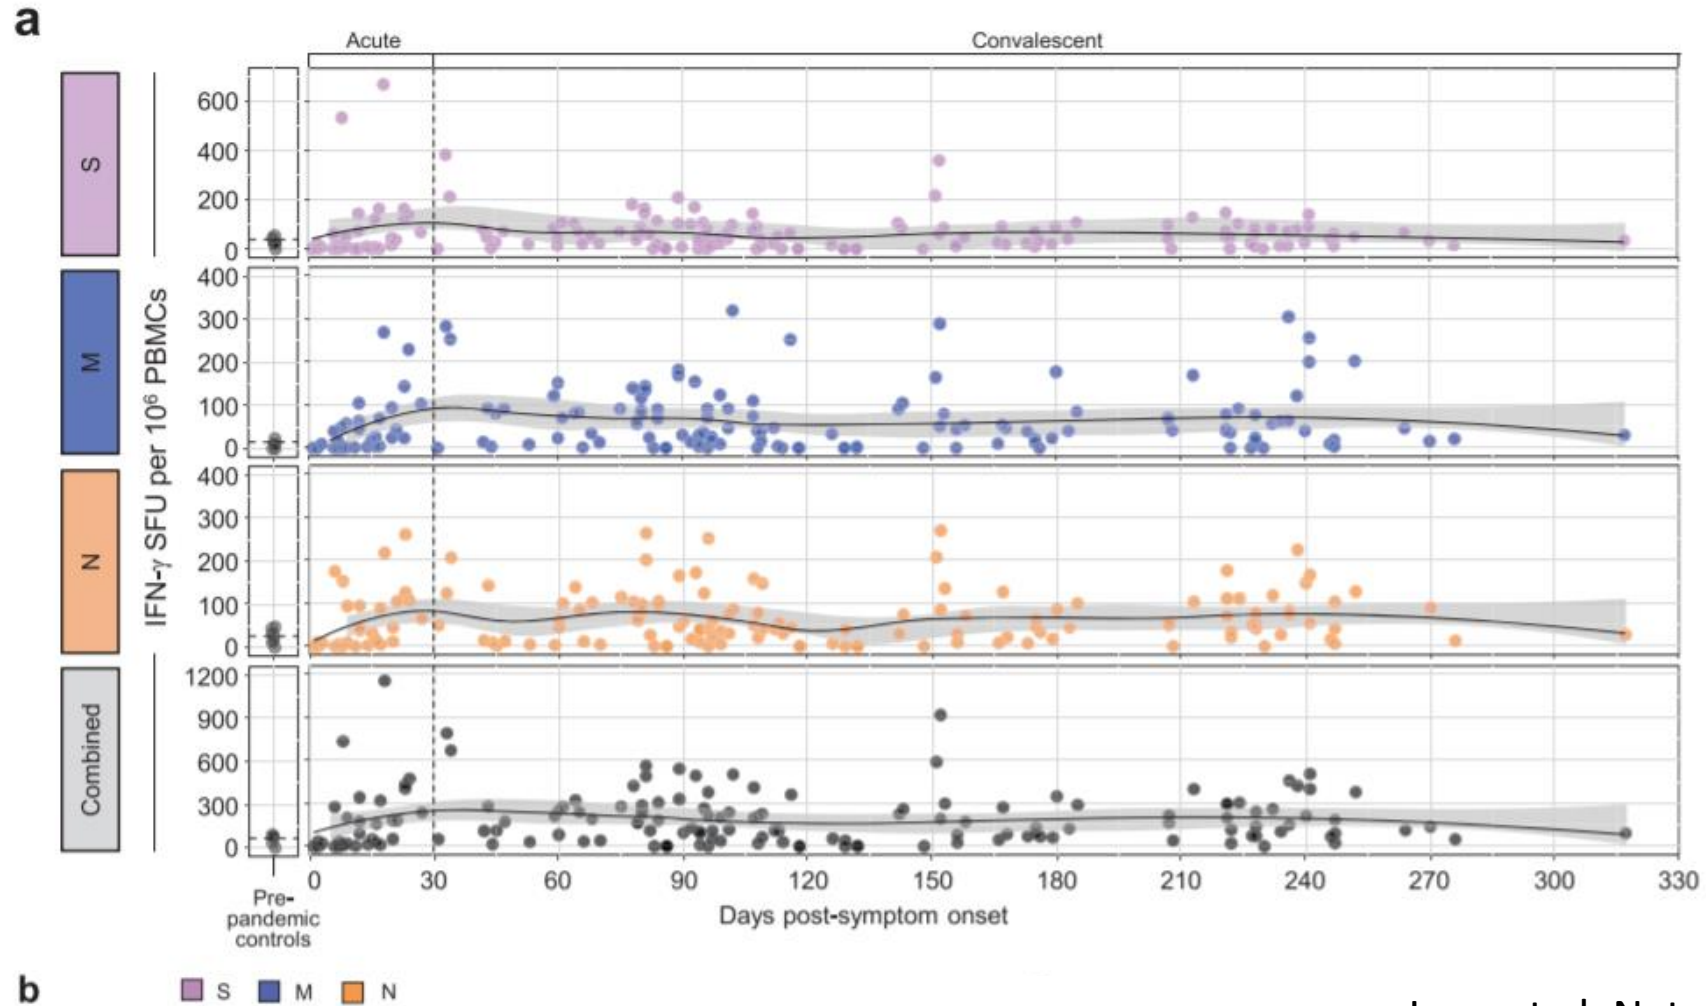 a
Acute
Convalescent
S
M
N
Combined
IFN-γ SFU per 10⁶ PBMCs
600
400
200
0
400
300
200
100
0
400
300
200
100
0
1200
900
600
300
0
0 30 60 90 120 150 180 210 240 270 300 330
Pre-
pandemic
controls
Days post-symptom onset
b
S M N